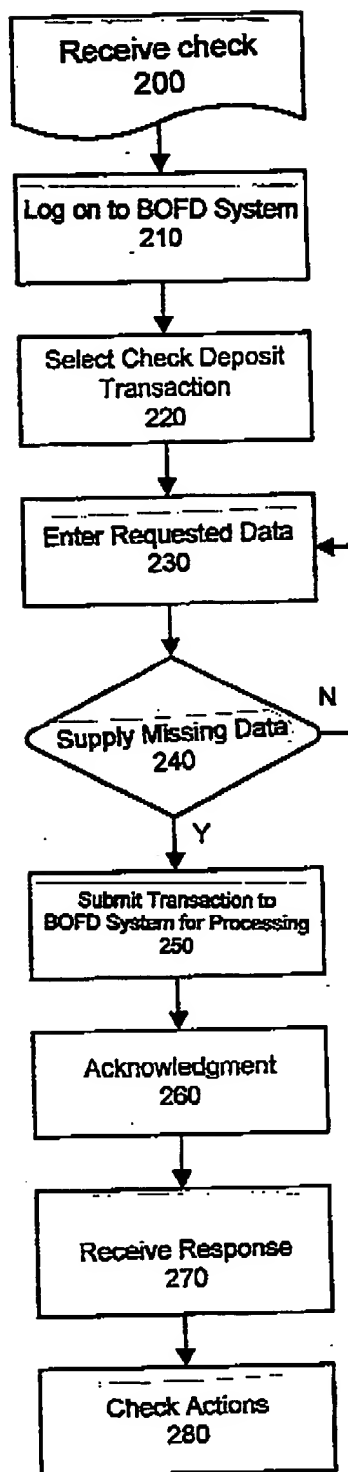 Receive check
200
Log on to BOFD System
210
Select Check Deposit
Transaction
220
Enter Requested Data
230
N
Supply Missing Data
240
Y
Submit Transaction to
BOFD System for Processing
250
Acknowledgment
260
Receive Response
270
Check Actions
280